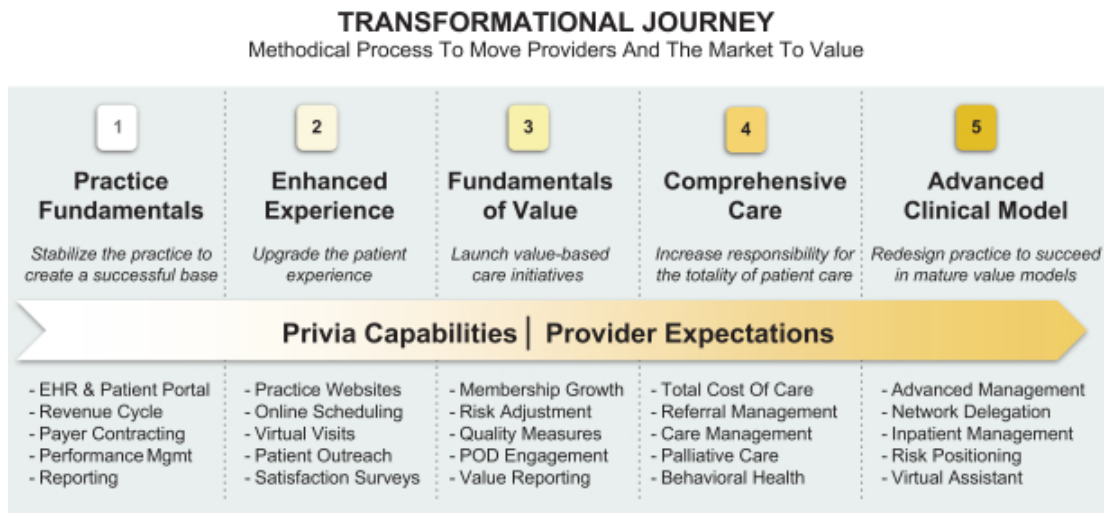 TRANSFORMATIONAL JOURNEY
Methodical Process To Move Providers And The Market To Value
1
Practice
Fundamentals
Stabilize the practice to
create a successful base
2
Enhanced
Experience
Upgrade the patient
experience
3
Fundamentals
of Value
Launch value-based
care initiatives
4
Comprehensive
Care
Increase responsibility for
the totality of patient care
5
Advanced
Clinical Model
Redesign practice to succeed
in mature value models
Privia Capabilities | Provider Expectations
- EHR & Patient Portal
- Revenue Cycle
- Payer Contracting
- Performance Mgmt
- Reporting
- Practice Websites
- Online Scheduling
- Virtual Visits
- Patient Outreach
- Satisfaction Surveys
- Membership Growth
- Risk Adjustment
- Quality Measures
- POD Engagement
- Value Reporting
- Total Cost Of Care
- Referral Management
- Care Management
- Palliative Care
- Behavioral Health
- Advanced Management
- Network Delegation
- Inpatient Management
- Risk Positioning
- Virtual Assistant